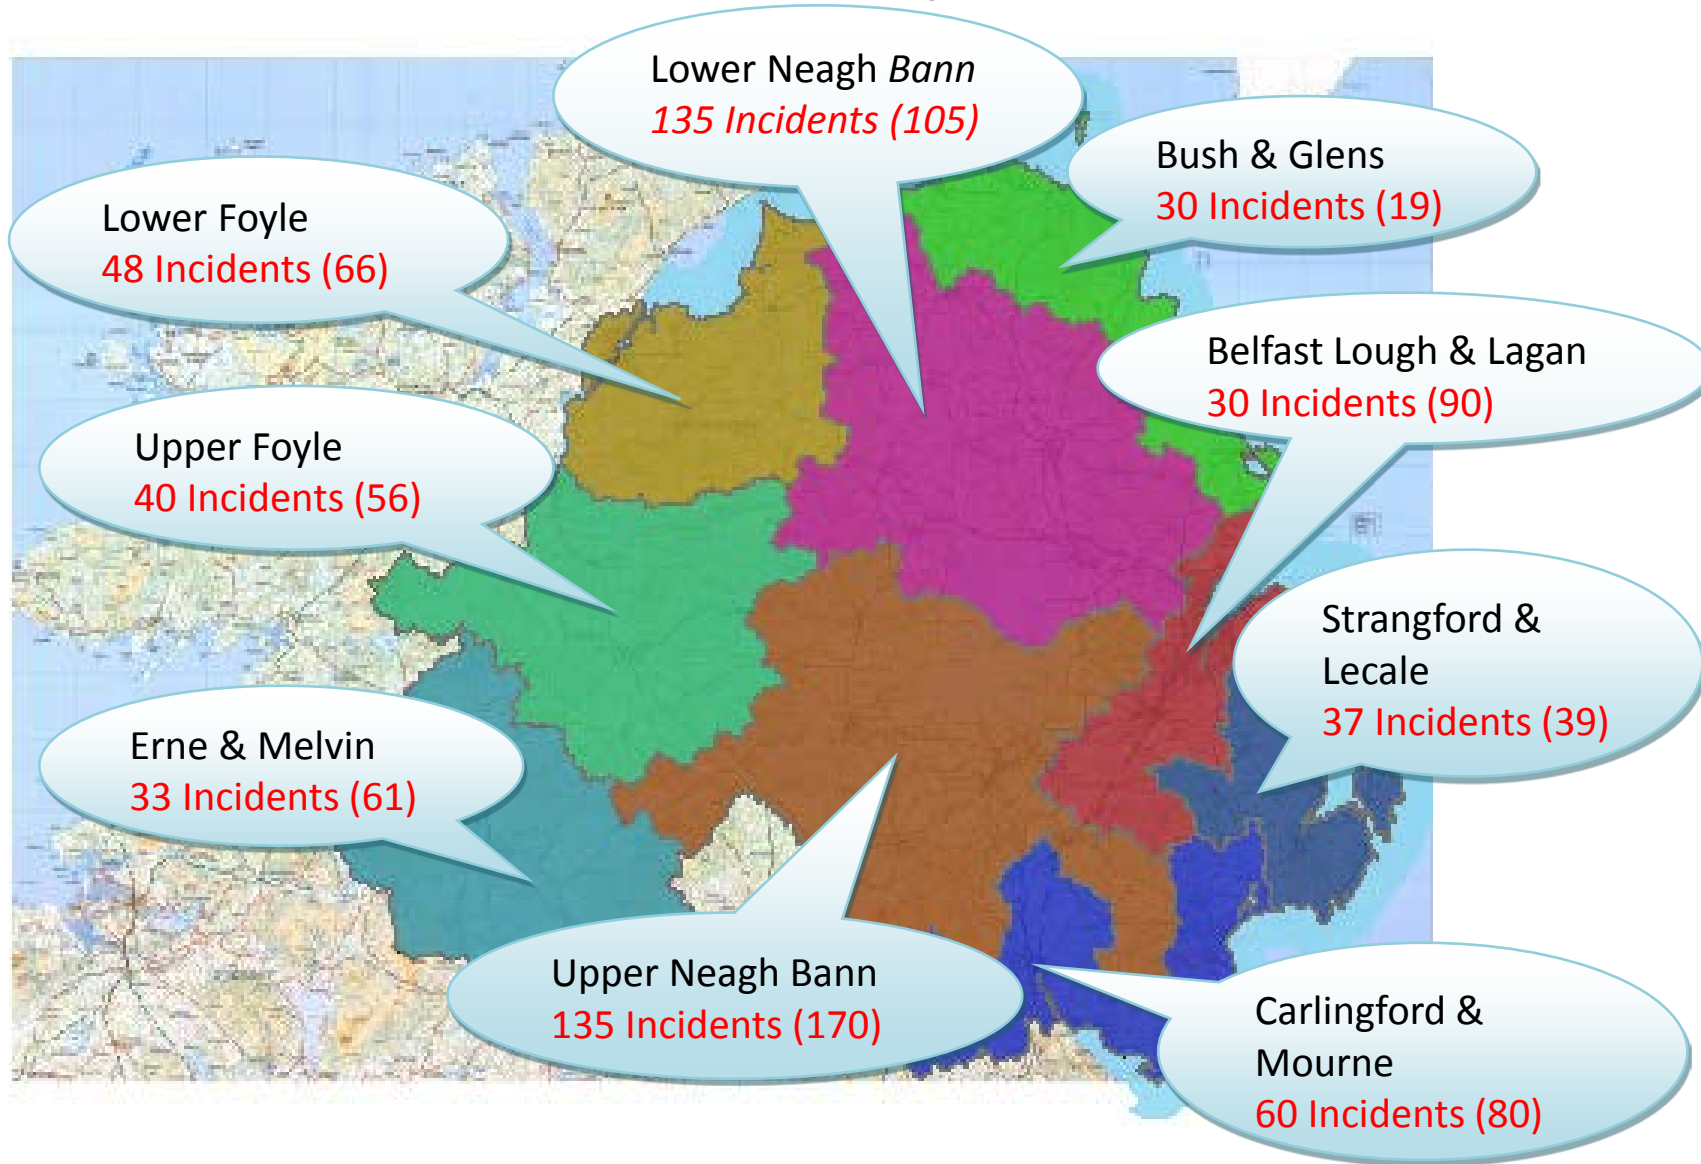 Lower Neagh Bann
135 Incidents (105)
Bush & Glens
30 Incidents (19)
Lower Foyle
48 Incidents (66)
Belfast Lough & Lagan
30 Incidents (90)
Upper Foyle
40 Incidents (56)
Strangford &
Lecale
37 Incidents (39)
Erne & Melvin
33 Incidents (61)
Upper Neagh Bann
135 Incidents (170)
Carlingford &
Mourne
60 Incidents (80)